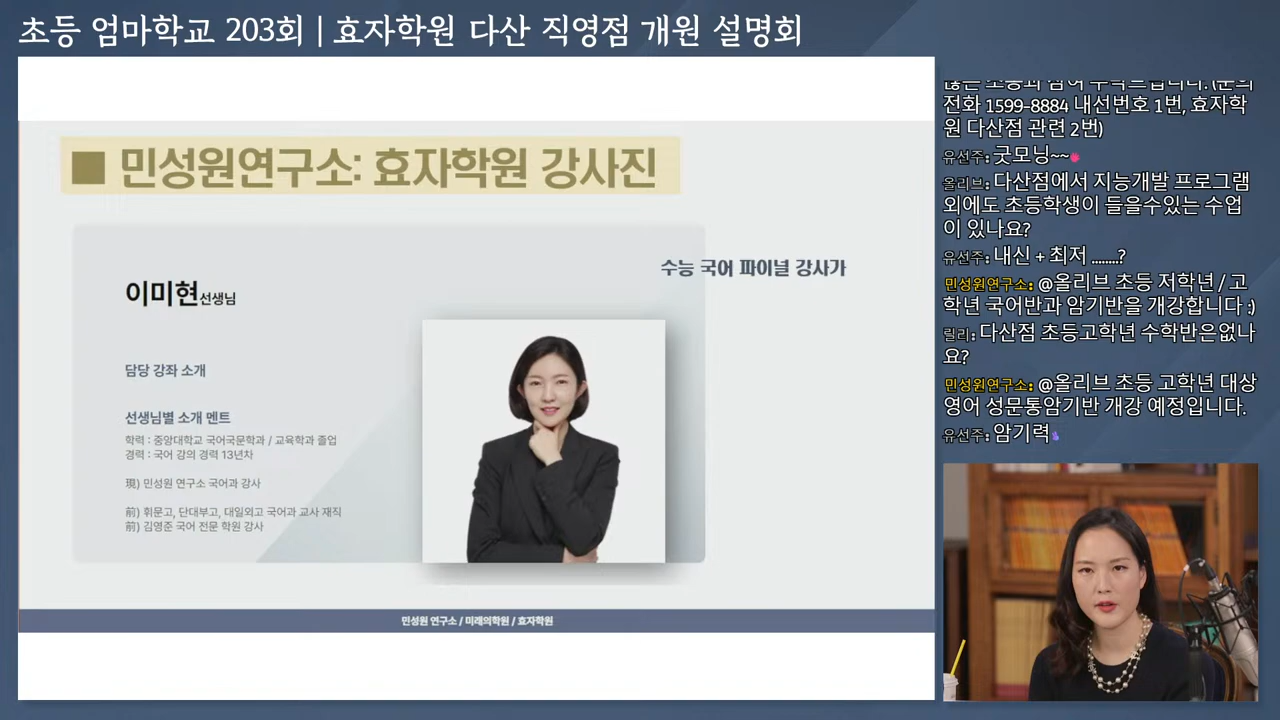 초등 엄마학교 203회 | 효자학원 다산 직영점 개원 설명회
■ 민성원연구소: 효자학원 강사진
수능 국어 파이널 강사가
이미현선생님
담당 강좌 소개
선생님별 소개 멘트
학력 : 중앙대학교 국어국문학과 / 교육학과 졸업
경력 : 국어 강의 경력 13년차
現) 민성원 연구소 국어과 강사
前) 휘문고, 단대부고, 대일외고 국어과 교사 재직
前) 김영준 국어 전문 학원 강사
민성원 연구소 / 미래의학원 / 효자학원
전화 1599-8884 내선번호 1번, 효자학
원 다산점 관련 2번)
유선주: 굿모닝~~
올리브: 다산점에서 지능개발 프로그램
외에도 초등학생이 들을수있는 수업
이 있나요?
유선주: 내신 + 최저 ........?
민성원연구소: @올리브 초등 저학년 / 고
학년 국어반과 암기반을 개강합니다 :)
릴리: 다산점 초등고학년 수학반은없나
요?
민성원연구소: @올리브 초등 고학년 대상
영어 성문통암기반 개강 예정입니다.
유선주: 암기력